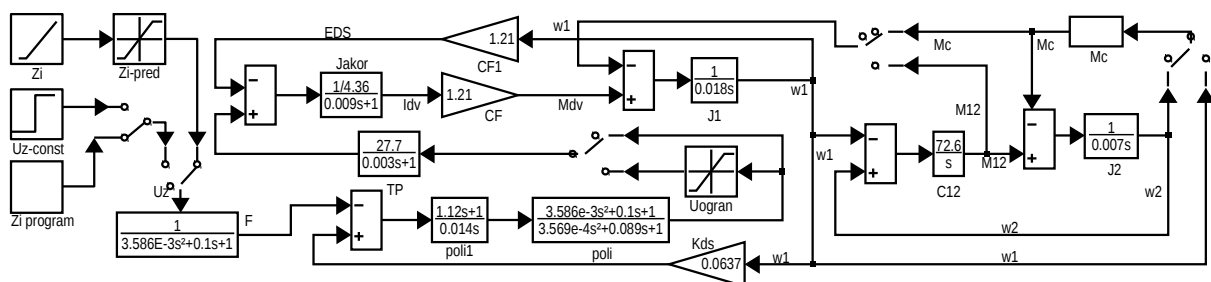 Zi
Zi-pred
Uz-const
Zi program
Uz
1
3.586E-3s²+0.1s+1
F
EDS
−
+
Jakor
1/4.36
0.009s+1
Idv
1.21
CF
1.21
CF1
Mdv
w1
−
+
1
0.018s
J1
w1
27.7
0.003s+1
TP
−
+
1.12s+1
0.014s
poli1
3.586e-3s²+0.1s+1
3.569e-4s²+0.089s+1
poli
Uogran
Kds
0.0637
w1
w1
−
+
72.6
s
C12
M12
M12
Mc
Mc
Mc
−
+
1
0.007s
J2
w2
w2
w1